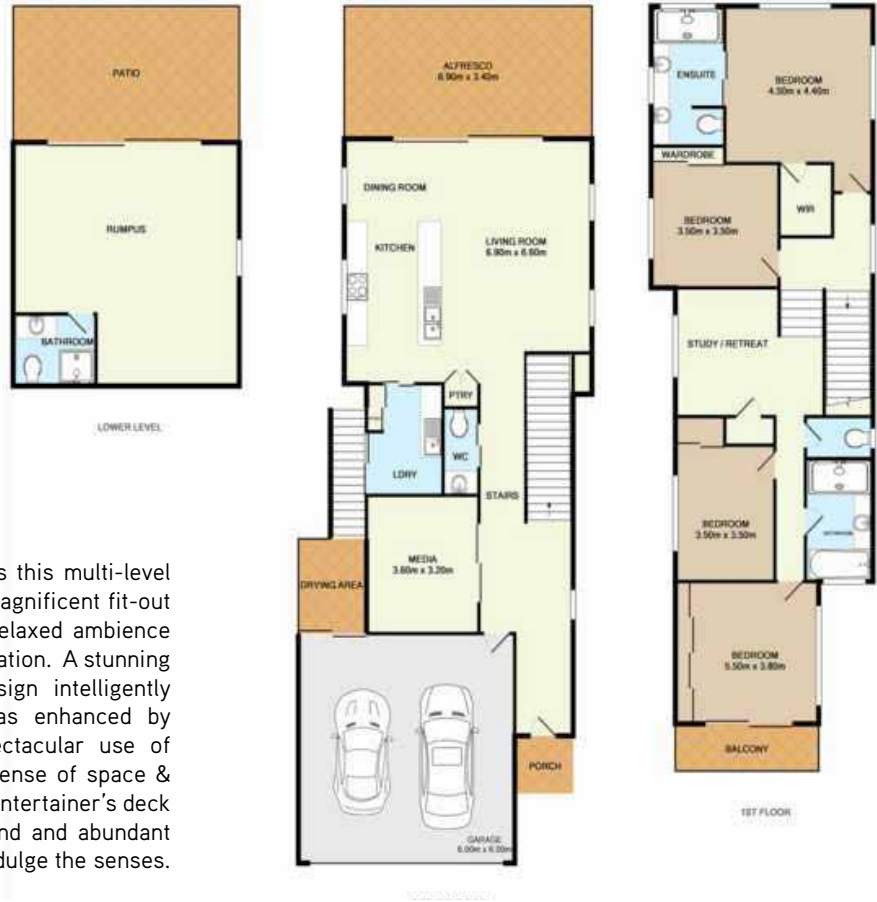 PATIO
RUMPUS
BATHROOM
LOWER LEVEL
s this multi-level
agnificent fit-out
elaxed ambience
ation. A stunning
sign intelligently
as enhanced by
ectacular use of
ense of space &
ntertainer's deck
nd and abundant
dulge the senses.
ALFRESCO
6.90m x 3.40m
DINING ROOM
KITCHEN
LIVING ROOM
6.90m x 6.60m
PTRY
LDRY
WC
STAIRS
MEDIA
3.60m x 3.20m
DRYING AREA
PORCH
GARAGE
6.00m x 6.00m
ENSUITE
BEDROOM
4.30m x 4.40m
WARDROBE
WIR
BEDROOM
3.50m x 3.50m
STUDY / RETREAT
BEDROOM
3.50m x 3.50m
BEDROOM
5.50m x 3.80m
BALCONY
1ST FLOOR